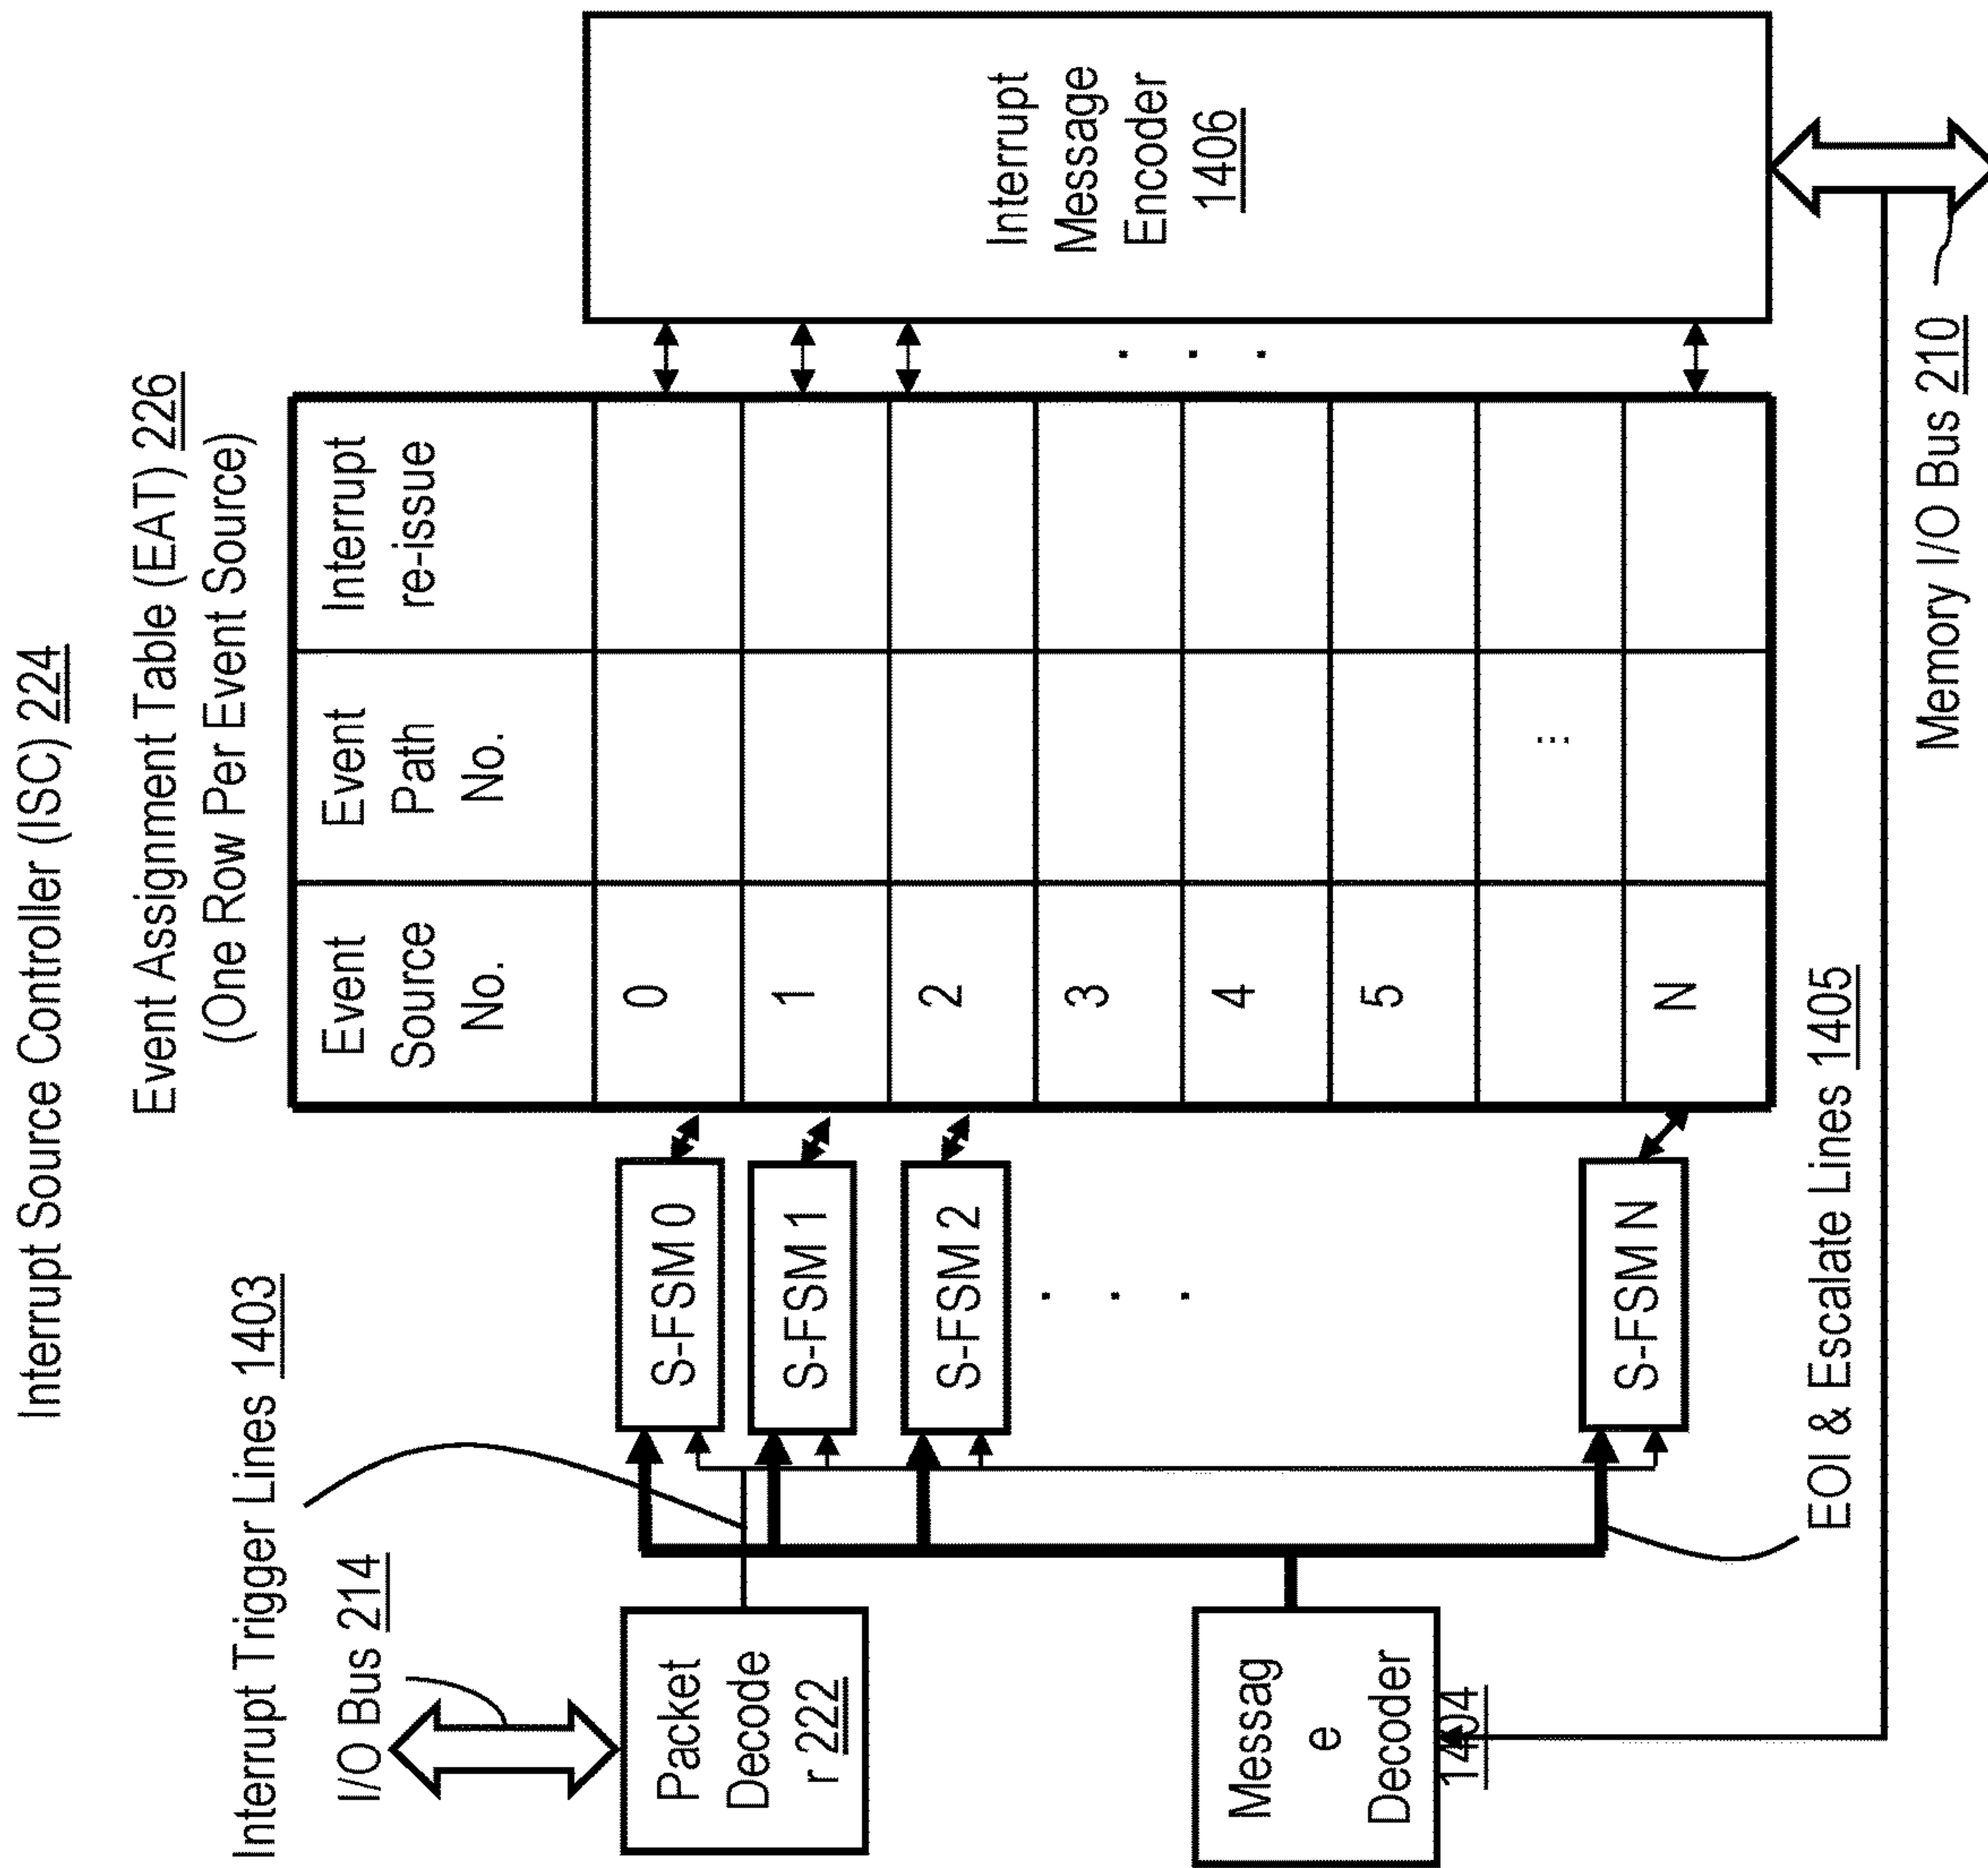 Interrupt Source Controller (ISC) 224
Event Assignment Table (EAT) 226
(One Row Per Event Source)
Interrupt Trigger Lines 1403
I/O Bus 214
Packet
Decode
r 222
Messag
e
Decoder
1404
S-FSM 0
S-FSM 1
S-FSM 2
. . .
S-FSM N
EOI & Escalate Lines 1405
Event
Source
No.
Event
Path
No.
Interrupt
re-issue
0
1
2
3
4
5
...
N
. . .
Interrupt
Message
Encoder
1406
Memory I/O Bus 210